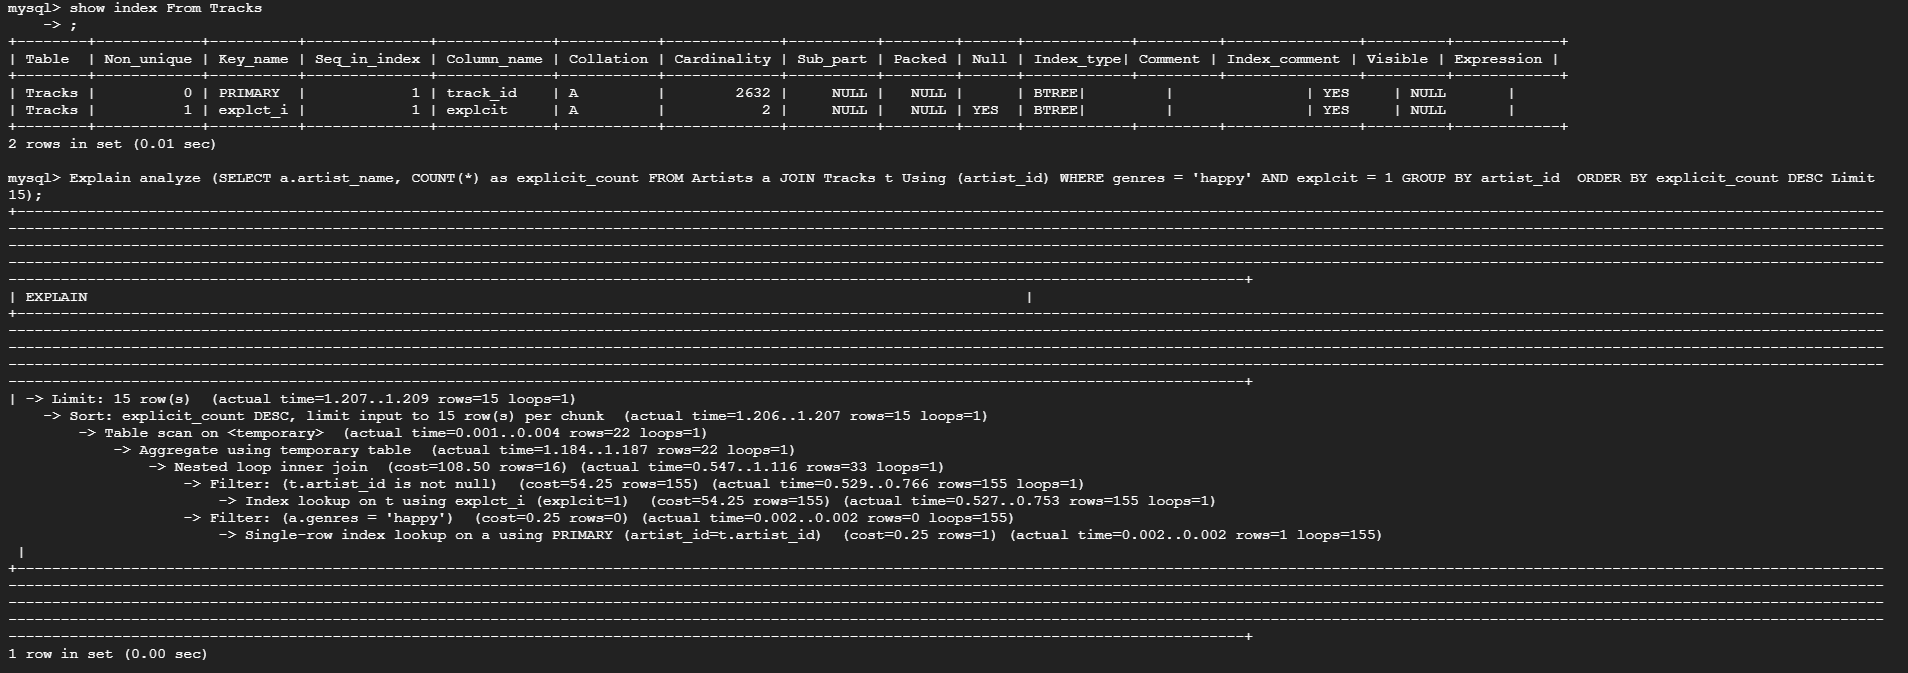 mysql> show index From Tracks
    -> ;
+--------+------------+----------+--------------+-------------+-----------+-------------+----------+--------+------+------------+---------+---------------+---------+------------+
| Table  | Non_unique | Key_name | Seq_in_index | Column_name | Collation | Cardinality | Sub_part | Packed | Null | Index_type| Comment | Index_comment | Visible | Expression |
+--------+------------+----------+--------------+-------------+-----------+-------------+----------+--------+------+------------+---------+---------------+---------+------------+
| Tracks |          0 | PRIMARY  |            1 | track_id    | A         |        2632 |     NULL |   NULL |      | BTREE|         |               | YES     | NULL       |
| Tracks |          1 | explct_i |            1 | explcit     | A         |           2 |     NULL |   NULL | YES  | BTREE|         |               | YES     | NULL       |
+--------+------------+----------+--------------+-------------+-----------+-------------+----------+--------+------+------------+---------+---------------+---------+------------+
2 rows in set (0.01 sec)
mysql> Explain analyze (SELECT a.artist_name, COUNT(*) as explicit_count FROM Artists a JOIN Tracks t Using (artist_id) WHERE genres = 'happy' AND explcit = 1 GROUP BY artist_id  ORDER BY explicit_count DESC Limit
15);
| EXPLAIN |
| -> Limit: 15 row(s)  (actual time=1.207..1.209 rows=15 loops=1)
    -> Sort: explicit_count DESC, limit input to 15 row(s) per chunk  (actual time=1.206..1.207 rows=15 loops=1)
        -> Table scan on <temporary>  (actual time=0.001..0.004 rows=22 loops=1)
            -> Aggregate using temporary table  (actual time=1.184..1.187 rows=22 loops=1)
                -> Nested loop inner join  (cost=108.50 rows=16) (actual time=0.547..1.116 rows=33 loops=1)
                    -> Filter: (t.artist_id is not null)  (cost=54.25 rows=155) (actual time=0.529..0.766 rows=155 loops=1)
                        -> Index lookup on t using explct_i (explcit=1)  (cost=54.25 rows=155) (actual time=0.527..0.753 rows=155 loops=1)
                    -> Filter: (a.genres = 'happy')  (cost=0.25 rows=0) (actual time=0.002..0.002 rows=0 loops=155)
                        -> Single-row index lookup on a using PRIMARY (artist_id=t.artist_id)  (cost=0.25 rows=1) (actual time=0.002..0.002 rows=1 loops=155)
 |
1 row in set (0.00 sec)